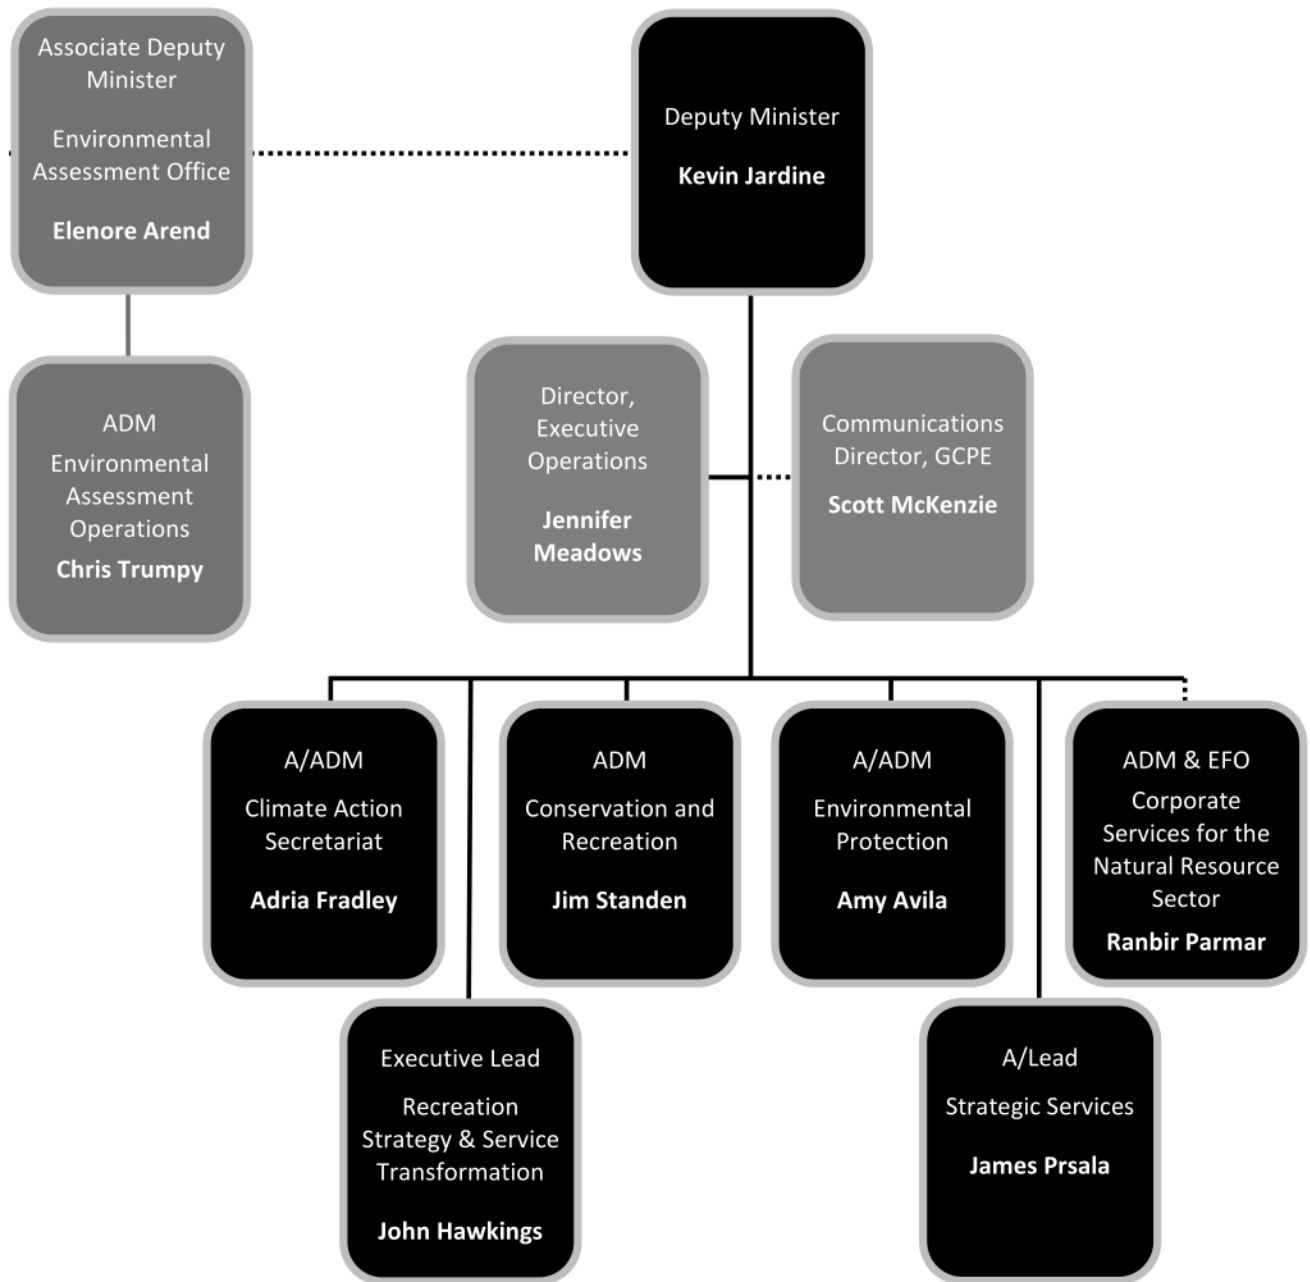 Associate Deputy
Minister
Environmental
Assessment Office
Elenore Arend
Deputy Minister
Kevin Jardine
ADM
Environmental
Assessment
Operations
Chris Trumpy
Director,
Executive
Operations
Jennifer
Meadows
Communications
Director, GCPE
Scott McKenzie
A/ADM
Climate Action
Secretariat
Adria Fradley
ADM
Conservation and
Recreation
Jim Standen
A/ADM
Environmental
Protection
Amy Avila
ADM & EFO
Corporate
Services for the
Natural Resource
Sector
Ranbir Parmar
Executive Lead
Recreation
Strategy & Service
Transformation
John Hawkings
A/Lead
Strategic Services
James Prsala